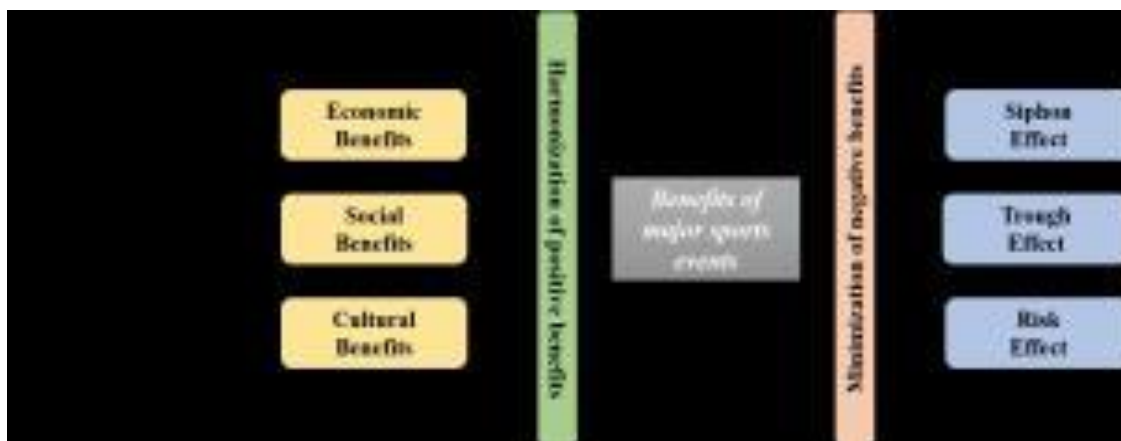 Economic
Benefits
Social
Benefits
Cultural
Benefits
Harmonization of positive benefits
Benefits of
major sports
events
Minimization of negative benefits
Siphon
Effect
Trough
Effect
Risk
Effect